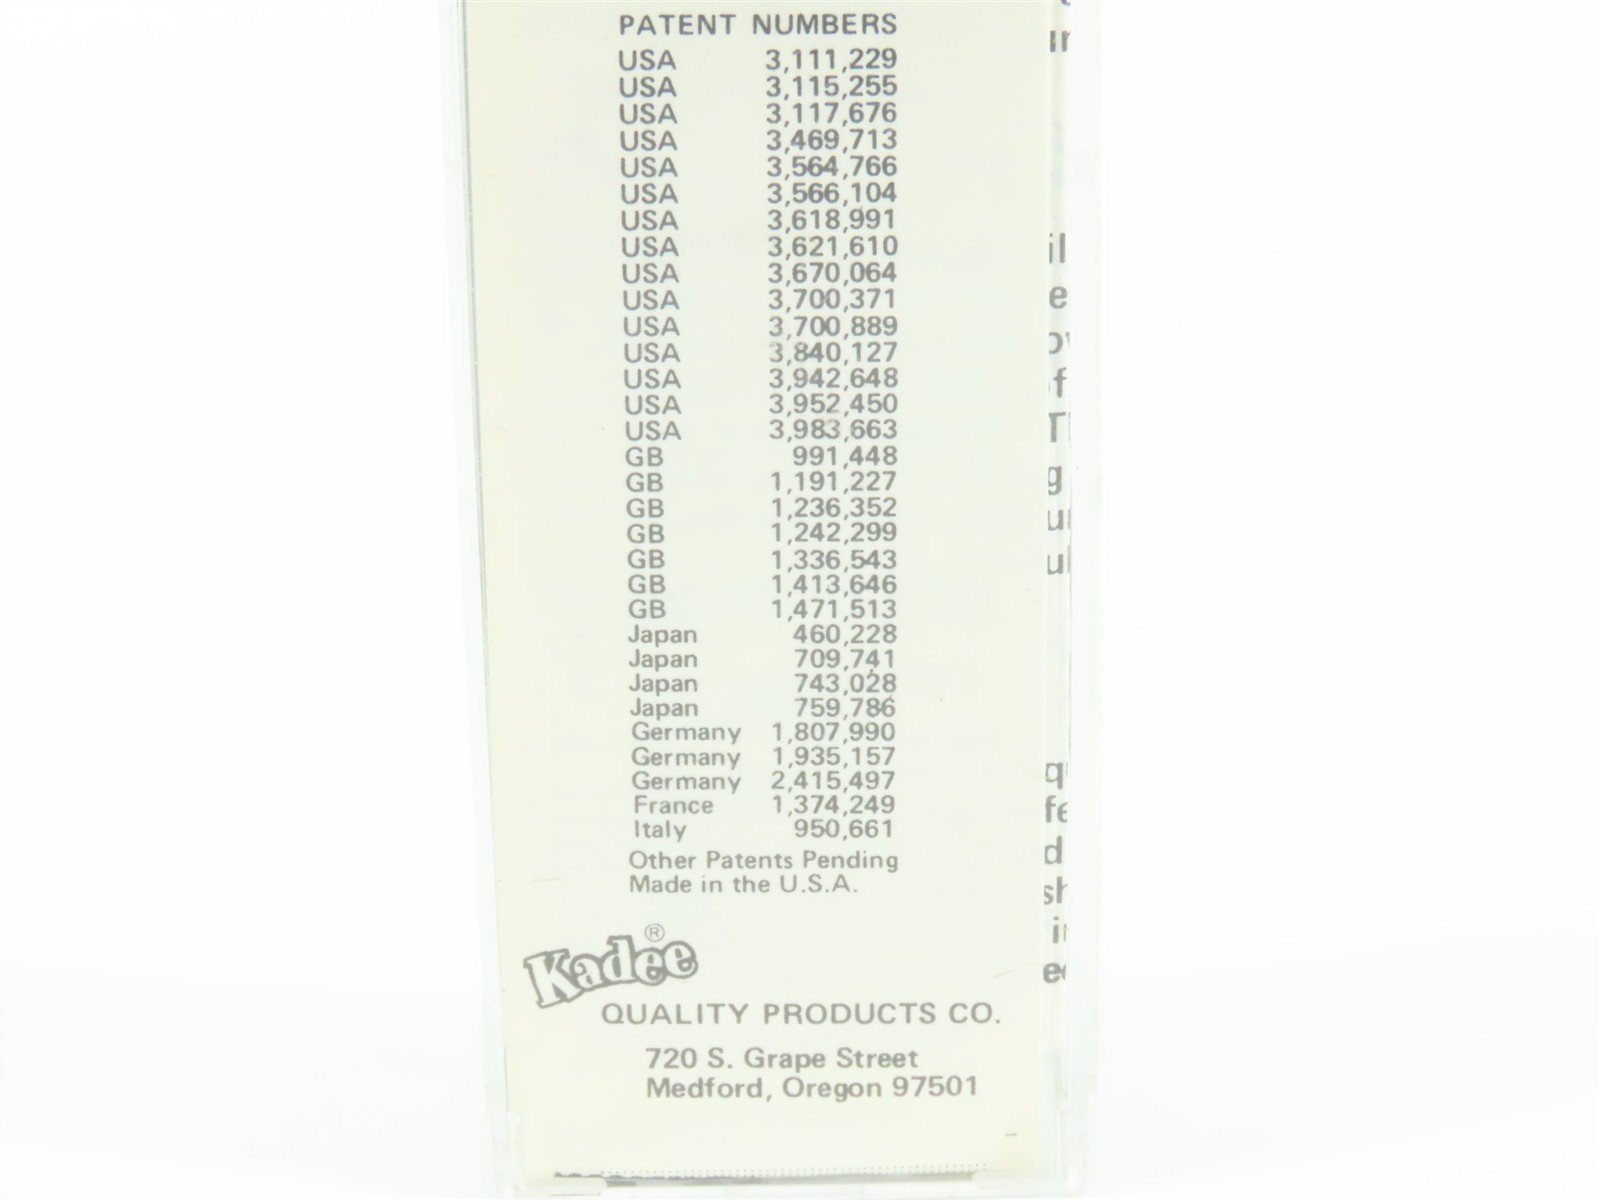 PATENT NUMBERS
USA 3,111,229
USA 3,115,255
USA 3,117,676
USA 3,469,713
USA 3,564,766
USA 3,566,104
USA 3,618,991
USA 3,621,610
USA 3,670,064
USA 3,700,371
USA 3,700,889
USA 3,840,127
USA 3,942,648
USA 3,952,450
USA 3,983,663
GB 991,448
GB 1,191,227
GB 1,236,352
GB 1,242,299
GB 1,336,543
GB 1,413,646
GB 1,471,513
Japan 460,228
Japan 709,741
Japan 743,028
Japan 759,786
Germany 1,807,990
Germany 1,935,157
Germany 2,415,497
France 1,374,249
Italy 950,661
Other Patents Pending
Made in the U.S.A.
Kadee®
QUALITY PRODUCTS CO.
720 S. Grape Street
Medford, Oregon 97501